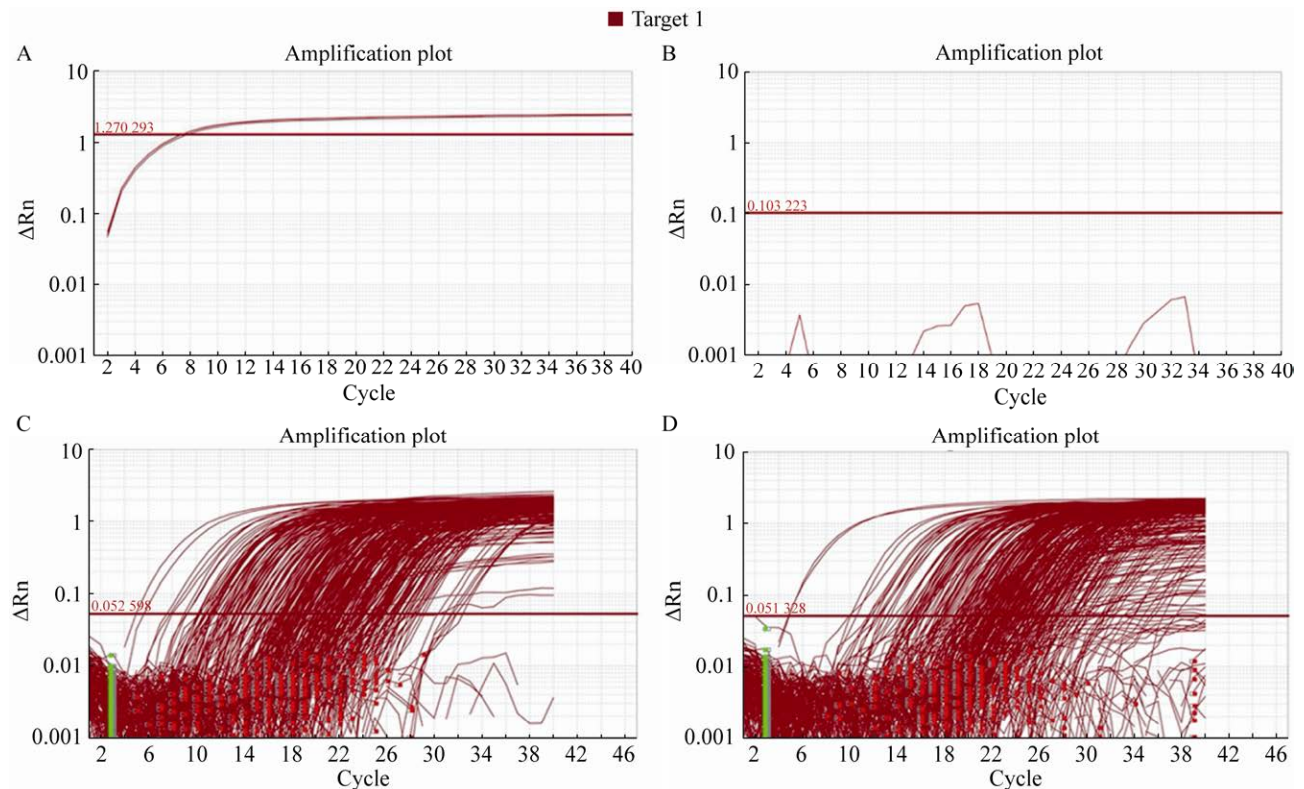 Target 1
A
Amplification plot
10
1
0.1
0.01
0.001
ΔRn
1.270 293
2 4 6 8 10 12 14 16 18 20 22 24 26 28 30 32 34 36 38 40
Cycle
B
Amplification plot
10
1
0.1
0.01
0.001
ΔRn
0.103 223
2 4 6 8 10 12 14 16 18 20 22 24 26 28 30 32 34 36 38 40
Cycle
C
Amplification plot
10
1
0.1
0.01
0.001
ΔRn
0.052 598
2 6 10 14 18 22 26 30 34 38 42 46
Cycle
D
Amplification plot
10
1
0.1
0.01
0.001
ΔRn
0.051 328
2 6 10 14 18 22 26 30 34 38 42 46
Cycle